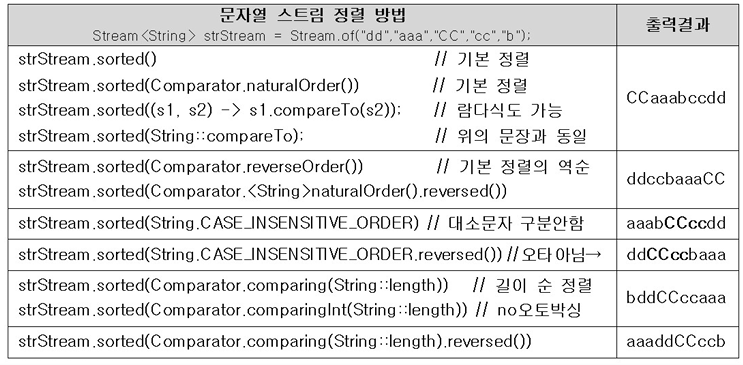 문자열 스트림 정렬 방법
Stream<String> strStream = Stream.of("dd","aaa","CC","cc","b");
출력결과
strStream.sorted() // 기본 정렬
strStream.sorted(Comparator.naturalOrder()) // 기본 정렬
strStream.sorted((s1, s2) -> s1.compareTo(s2)); // 람다식도 가능
strStream.sorted(String::compareTo); // 위의 문장과 동일
CCaaabccdd
strStream.sorted(Comparator.reverseOrder()) // 기본 정렬의 역순
strStream.sorted(Comparator.<String>naturalOrder().reversed())
ddccbaaaCC
strStream.sorted(String.CASE_INSENSITIVE_ORDER) // 대소문자 구분안함
aaabCCccdd
strStream.sorted(String.CASE_INSENSITIVE_ORDER.reversed()) //오타아님→
ddCCccbaaa
strStream.sorted(Comparator.comparing(String::length)) // 길이 순 정렬
strStream.sorted(Comparator.comparingInt(String::length)) // no오토박싱
bddCCccaaa
strStream.sorted(Comparator.comparing(String::length).reversed())
aaaddCCccb